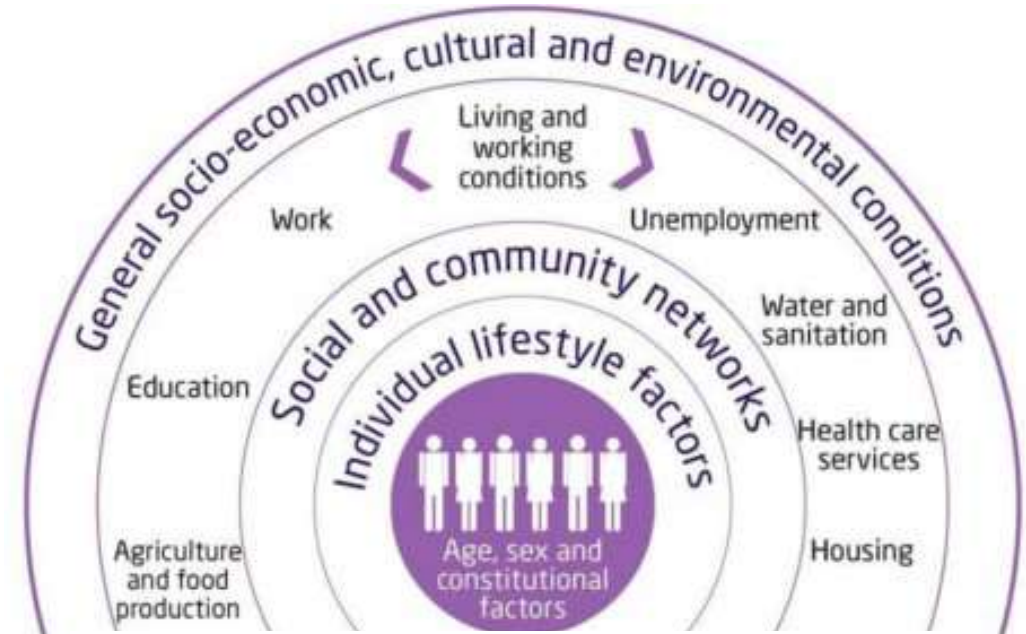 General socio-economic, cultural and environmental conditions
Living and
working
conditions
Work
Unemployment
Social and community networks
Water and
sanitation
Individual lifestyle factors
Education
Health care
services
Agriculture
and food
production
Age, sex and
constitutional
factors
Housing